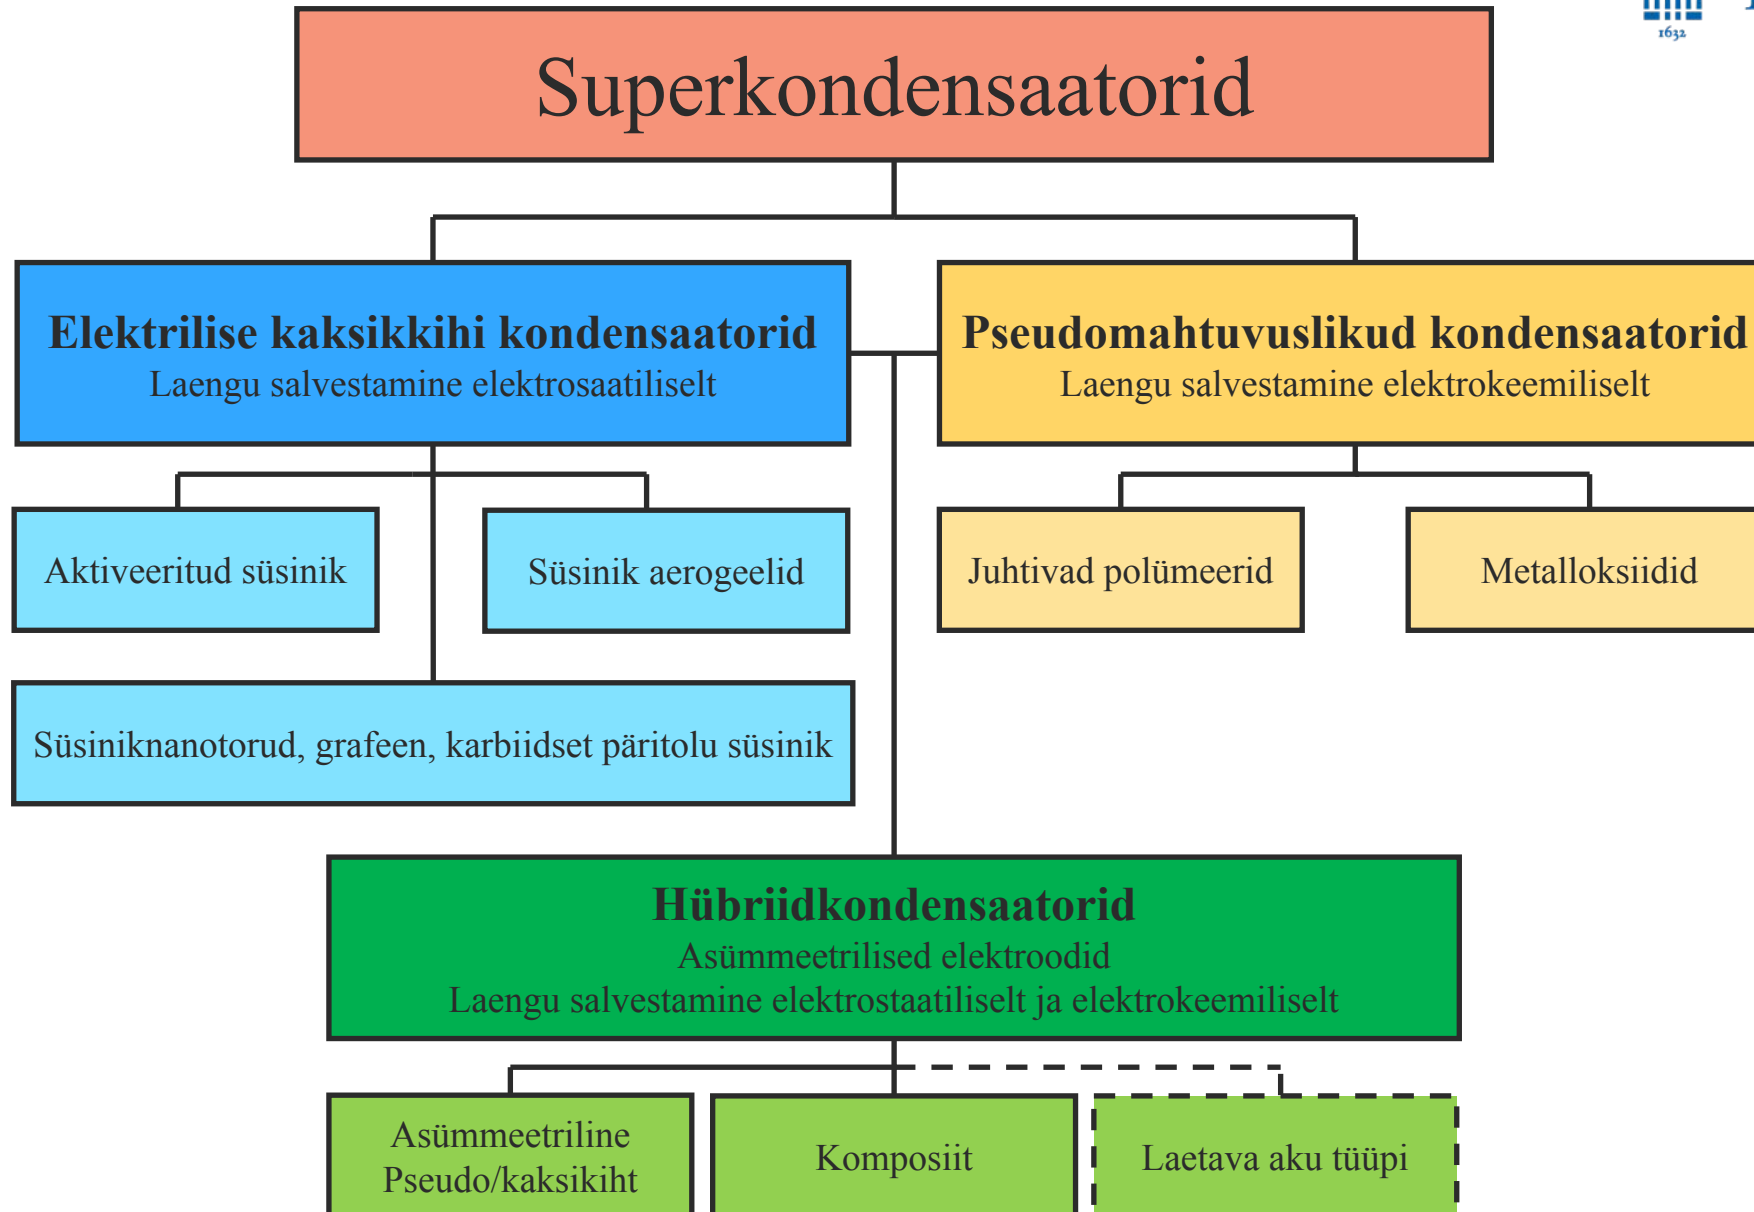 1632
Superkondensaatorid
Elektrilise kaksikkihi kondensaatorid
Laengu salvestamine elektrosaatiliselt
Pseudomahtuvuslikud kondensaatorid
Laengu salvestamine elektrokeemiliselt
Aktiveeritud süsinik
Süsinik aerogeelid
Juhtivad polümeerid
Metalloksiidid
Süsiniknanotorud, grafeen, karbiidset päritolu süsinik
Hübriidkondensaatorid
Asümmeetrilised elektroodid
Laengu salvestamine elektrostaatiliselt ja elektrokeemiliselt
Asümmeetriline
Pseudo/kaksikiht
Komposiit
Laetava aku tüüpi